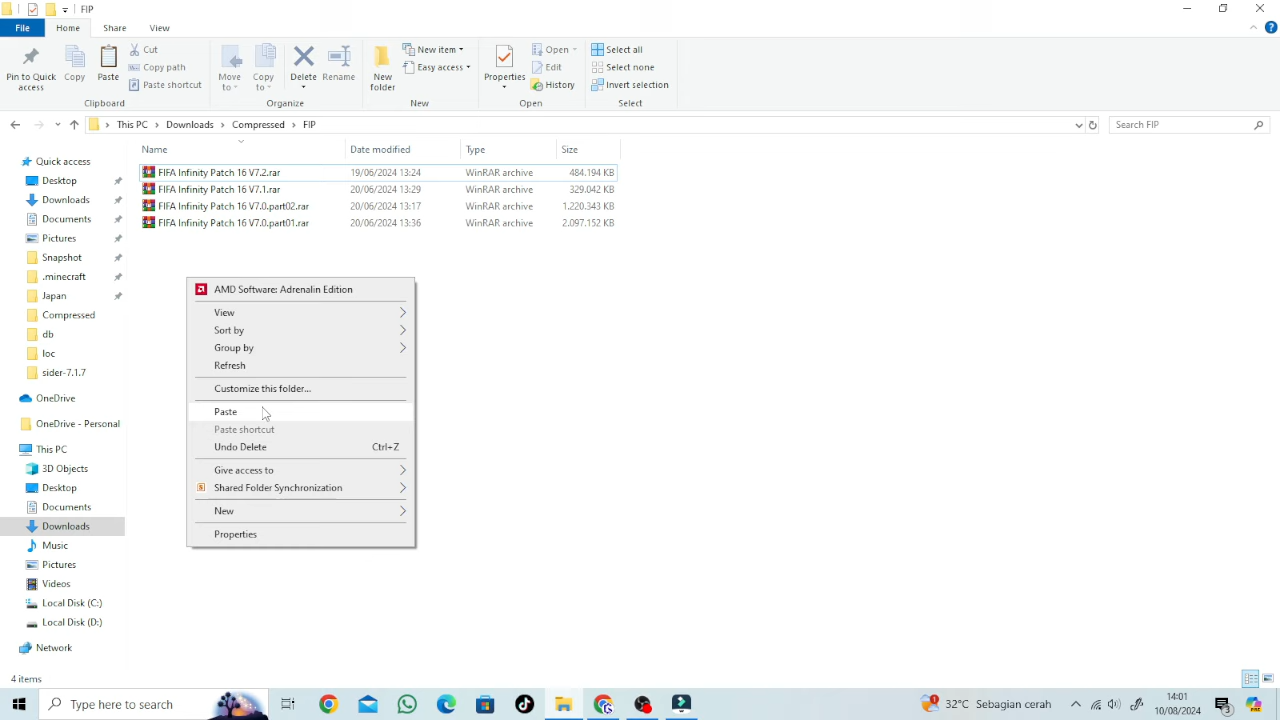 FIP
File Home Share View
Pin to Quick access
Copy
Paste
Cut
Copy path
Paste shortcut
Move to
Copy to
Delete
Rename
New folder
New item
Easy access
Properties
Open
Edit
History
Select all
Select none
Invert selection
Clipboard Organize New Open Select
This PC > Downloads > Compressed > FIP
Search FIP
Name Date modified Type Size
FIFA Infinity Patch 16 V7.2.rar 19/06/2024 13:24 WinRAR archive 484.194 KB
FIFA Infinity Patch 16 V7.1.rar 20/06/2024 13:29 WinRAR archive 329.042 KB
FIFA Infinity Patch 16 V7.0.part02.rar 20/06/2024 13:17 WinRAR archive 1.220.343 KB
FIFA Infinity Patch 16 V7.0.part01.rar 20/06/2024 13:36 WinRAR archive 2.097.152 KB
Quick access
Desktop
Downloads
Documents
Pictures
Snapshot
.minecraft
Japan
Compressed
db
loc
sider-7.1.7
OneDrive
OneDrive - Personal
This PC
3D Objects
Desktop
Documents
Downloads
Music
Pictures
Videos
Local Disk (C:)
Local Disk (D:)
Network
AMD Software: Adrenalin Edition
View
Sort by
Group by
Refresh
Customize this folder...
Paste
Paste shortcut
Undo Delete Ctrl+Z
Give access to
Shared Folder Synchronization
New
Properties
4 items
Type here to search
32°C Sebagian cerah
14:01
10/08/2024